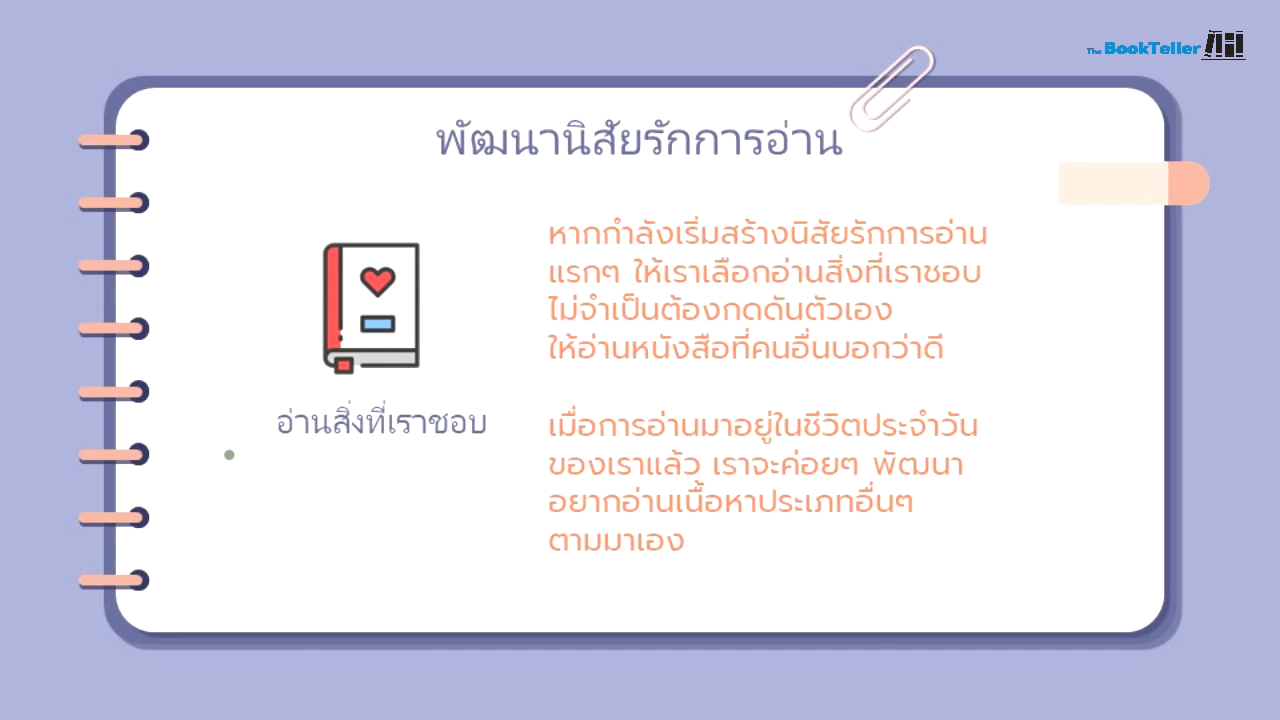 The BookTeller
พัฒนานิสัยรักการอ่าน
หากกำลังเริ่มสร้างนิสัยรักการอ่าน
แรกๆ ให้เราเลือกอ่านสิ่งที่เราชอบ
ไม่จำเป็นต้องกดดันตัวเอง
ให้อ่านหนังสือที่คนอื่นบอกว่าดี
อ่านสิ่งที่เราชอบ
เมื่อการอ่านมาอยู่ในชีวิตประจำวัน
ของเราแล้ว เราจะค่อยๆ พัฒนา
อยากอ่านเนื้อหาประเภทอื่นๆ
ตามมาเอง